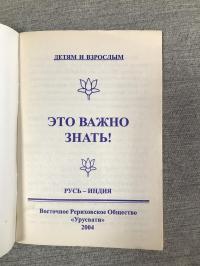 ДЕТЯМ И ВЗРОСЛЫМ
ЭТО ВАЖНО
ЗНАТЬ!
РУСЬ – ИНДИЯ
Восточное Рериховское Общество
«Урусвати»
2004